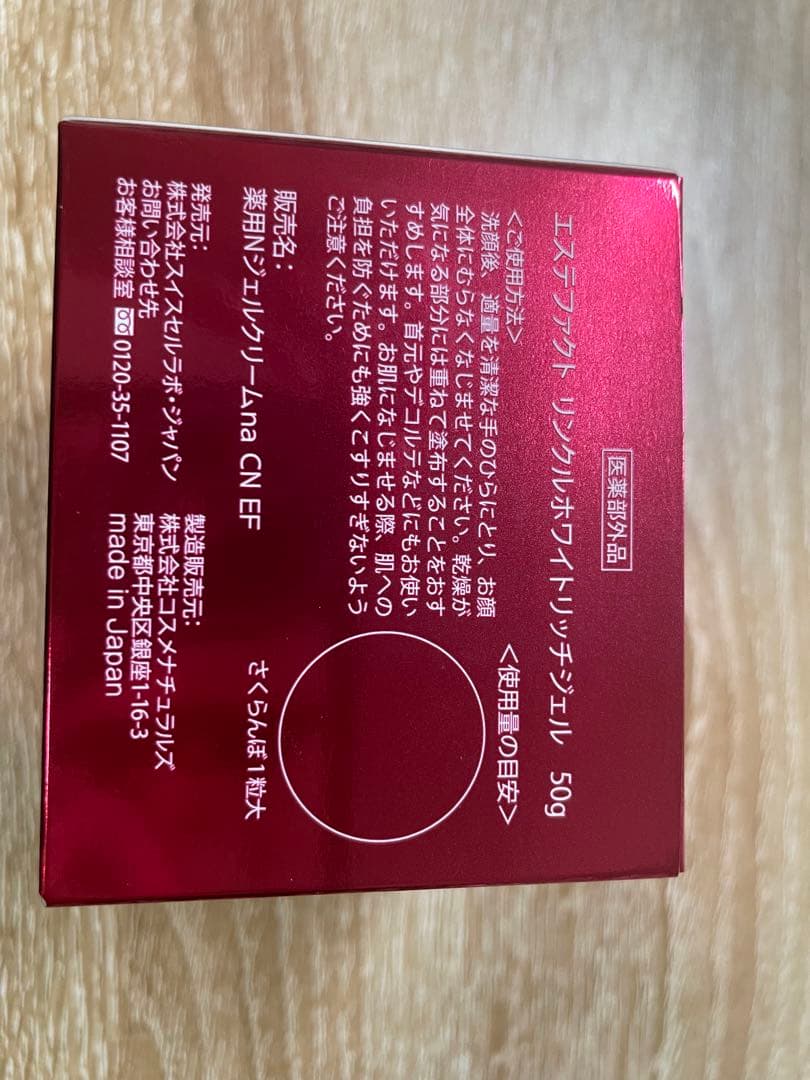 医薬部外品
エステファクト リンクルホワイトリッチジェル 50g
<ご使用方法>
洗顔後、適量を清潔な手のひらにとり、お顔
全体にむらなくなじませてください。乾燥が
気になる部分には重ねて塗布することをおす
すめします。首元やデコルテなどにもお使い
いただけます。お肌になじませる際、肌への
負担を防ぐためにも強くこすりすぎないよう
ご注意ください。
<使用量の目安>
さくらんぼ1粒大
販売名:
薬用Nジェルクリームna CN EF
発売元:
株式会社スイスセルラボ・ジャパン
お問い合わせ先
お客様相談室 0120-35-1107
製造販売元:
株式会社コスメナチュラルズ
東京都中央区銀座1-16-3
made in Japan